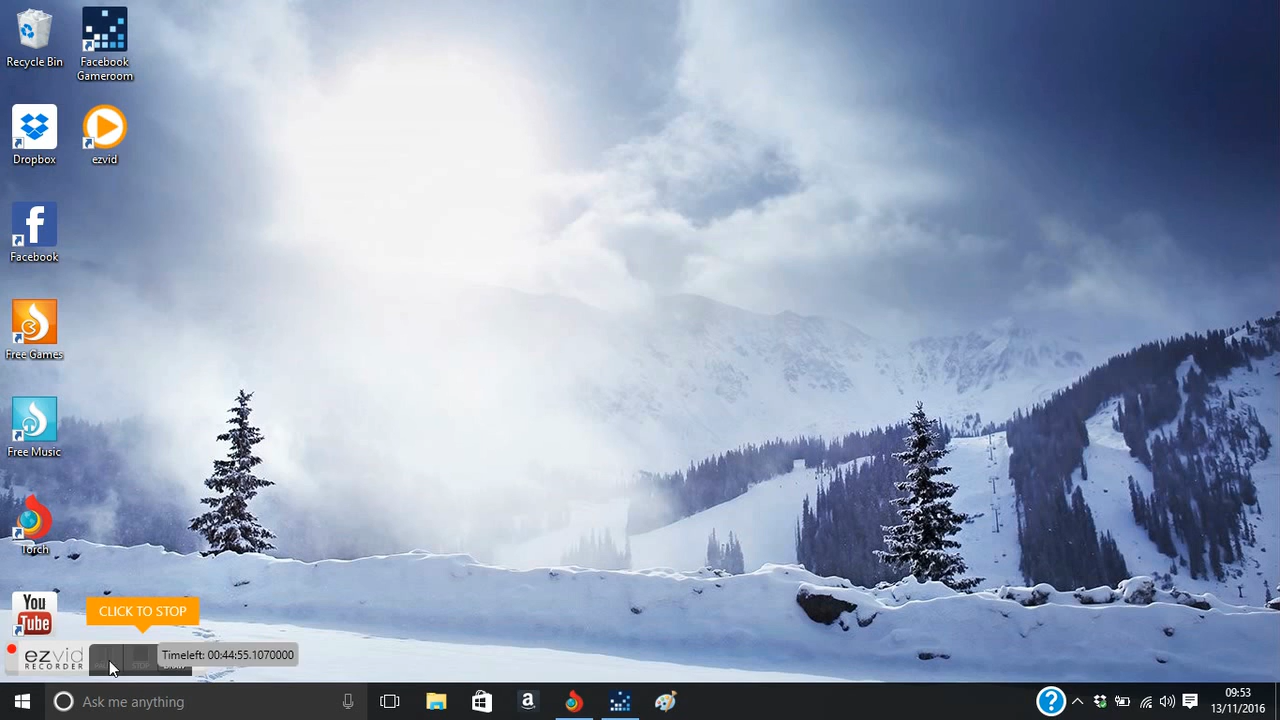 Recycle Bin
Facebook
Gameroom
Dropbox
ezvid
f
Facebook
Free Games
Free Music
Torch
You
Tube
CLICK TO STOP
ezvid
RECORDER
STOP
Timeleft: 00:44:55.1070000
Ask me anything
a
?
09:53
13/11/2016